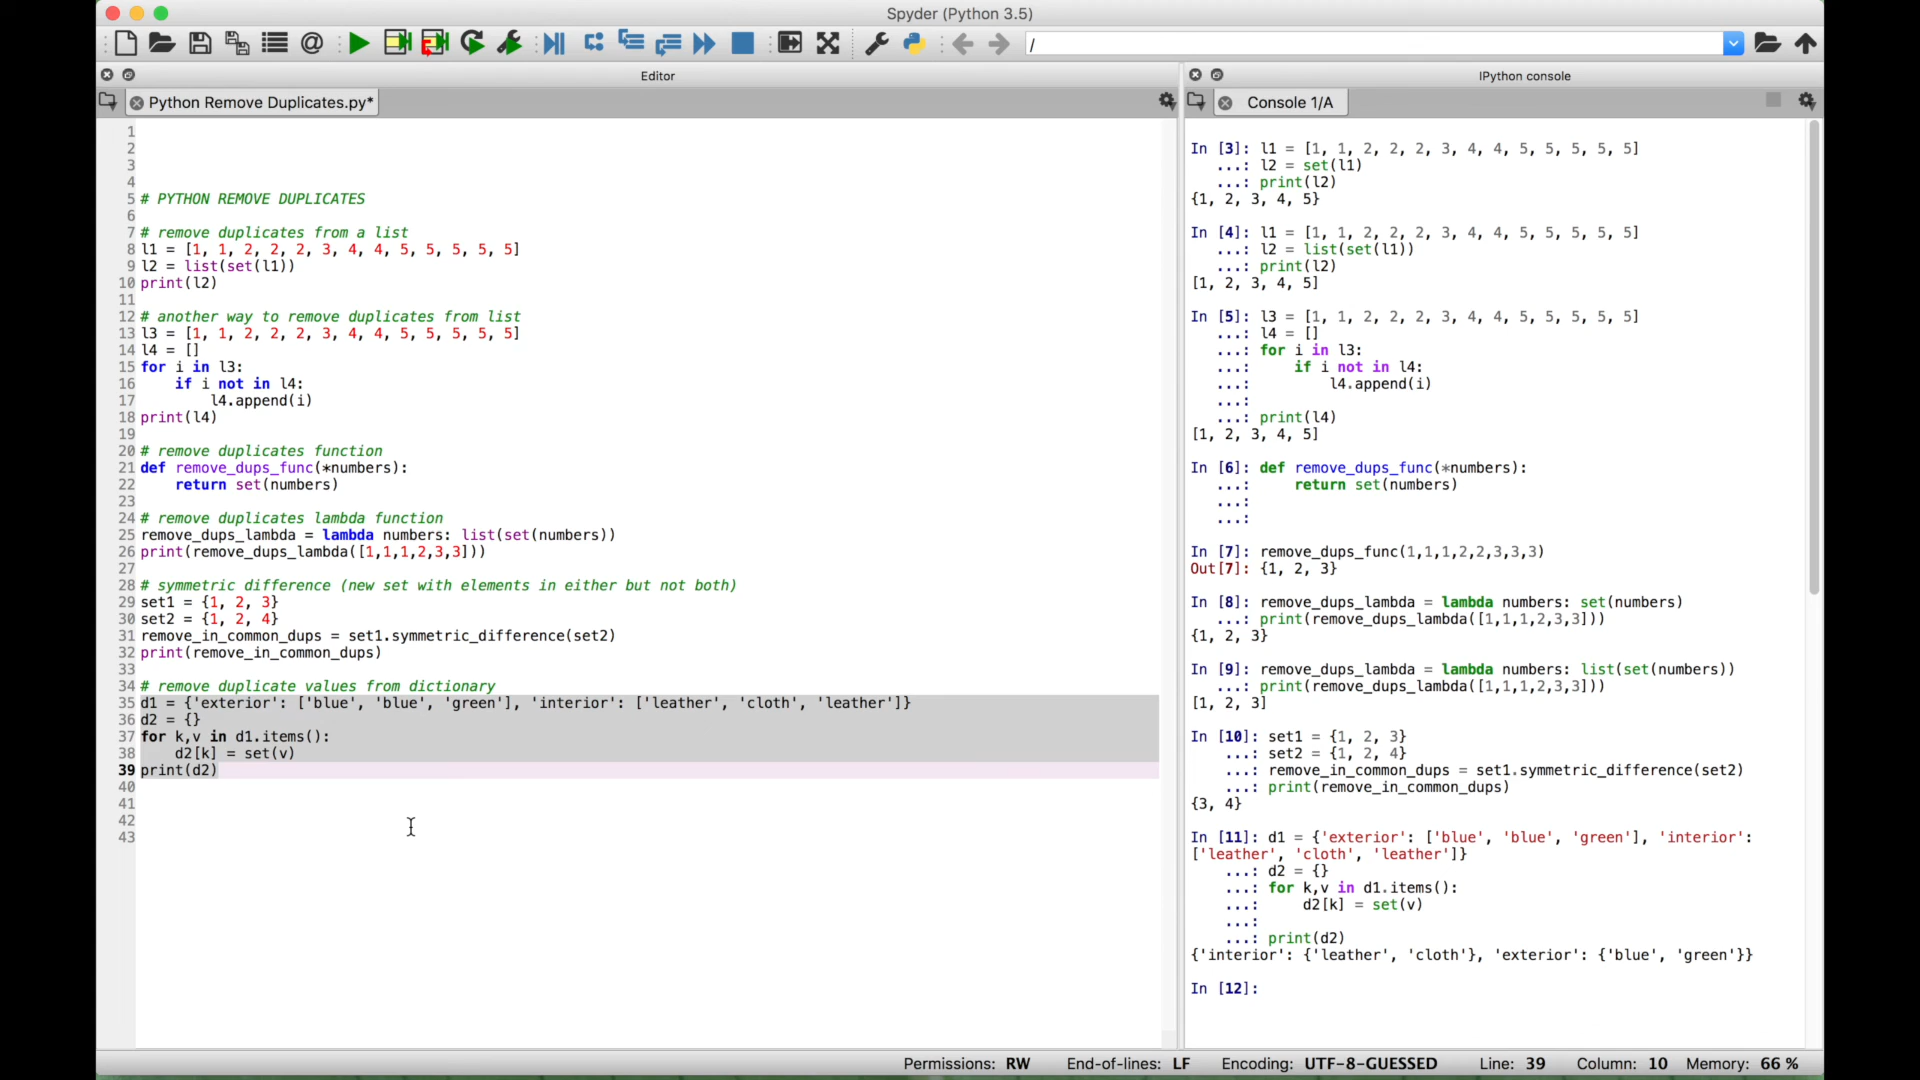 Spyder (Python 3.5)
/
Editor
Python Remove Duplicates.py*
1
2
3
4
5 # PYTHON REMOVE DUPLICATES
6
7 # remove duplicates from a list
8 l1 = [1, 1, 2, 2, 2, 3, 4, 4, 5, 5, 5, 5, 5]
9 l2 = list(set(l1))
10 print(l2)
11
12 # another way to remove duplicates from list
13 l3 = [1, 1, 2, 2, 2, 3, 4, 4, 5, 5, 5, 5, 5]
14 l4 = []
15 for i in l3:
16     if i not in l4:
17         l4.append(i)
18 print(l4)
19
20 # remove duplicates function
21 def remove_dups_func(*numbers):
22     return set(numbers)
23
24 # remove duplicates lambda function
25 remove_dups_lambda = lambda numbers: list(set(numbers))
26 print(remove_dups_lambda([1,1,1,2,3,3]))
27
28 # symmetric difference (new set with elements in either but not both)
29 set1 = {1, 2, 3}
30 set2 = {1, 2, 4}
31 remove_in_common_dups = set1.symmetric_difference(set2)
32 print(remove_in_common_dups)
33
34 # remove duplicate values from dictionary
35 d1 = {'exterior': ['blue', 'blue', 'green'], 'interior': ['leather', 'cloth', 'leather']}
36 d2 = {}
37 for k,v in d1.items():
38     d2[k] = set(v)
39 print(d2)
40
41
42
43
IPython console
Console 1/A
In [3]: l1 = [1, 1, 2, 2, 2, 3, 4, 4, 5, 5, 5, 5, 5]
...: l2 = set(l1)
...: print(l2)
{1, 2, 3, 4, 5}
In [4]: l1 = [1, 1, 2, 2, 2, 3, 4, 4, 5, 5, 5, 5, 5]
...: l2 = list(set(l1))
...: print(l2)
[1, 2, 3, 4, 5]
In [5]: l3 = [1, 1, 2, 2, 2, 3, 4, 4, 5, 5, 5, 5, 5]
...: l4 = []
...: for i in l3:
...:     if i not in l4:
...:         l4.append(i)
...:
...: print(l4)
[1, 2, 3, 4, 5]
In [6]: def remove_dups_func(*numbers):
...:     return set(numbers)
...:
...:
In [7]: remove_dups_func(1,1,1,2,2,3,3,3)
Out[7]: {1, 2, 3}
In [8]: remove_dups_lambda = lambda numbers: set(numbers)
...: print(remove_dups_lambda([1,1,1,2,3,3]))
{1, 2, 3}
In [9]: remove_dups_lambda = lambda numbers: list(set(numbers))
...: print(remove_dups_lambda([1,1,1,2,3,3]))
[1, 2, 3]
In [10]: set1 = {1, 2, 3}
...: set2 = {1, 2, 4}
...: remove_in_common_dups = set1.symmetric_difference(set2)
...: print(remove_in_common_dups)
{3, 4}
In [11]: d1 = {'exterior': ['blue', 'blue', 'green'], 'interior':
['leather', 'cloth', 'leather']}
...: d2 = {}
...: for k,v in d1.items():
...:     d2[k] = set(v)
...:
...: print(d2)
{'interior': {'leather', 'cloth'}, 'exterior': {'blue', 'green'}}
In [12]:
Permissions: RW End-of-lines: LF Encoding: UTF-8-GUESSED Line: 39 Column: 10 Memory: 66 %